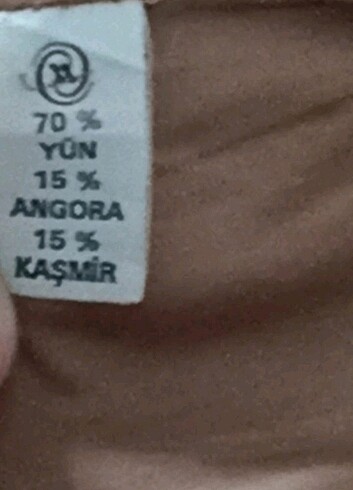 70 %
YÜN
15 %
ANGORA
15 %
KAŞMİR